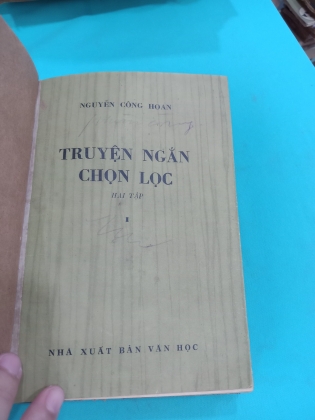 NGUYỄN CÔNG HOAN
TRUYỆN NGẮN
CHỌN LỌC
HAI TẬP
I
NHÀ XUẤT BẢN VĂN HỌC